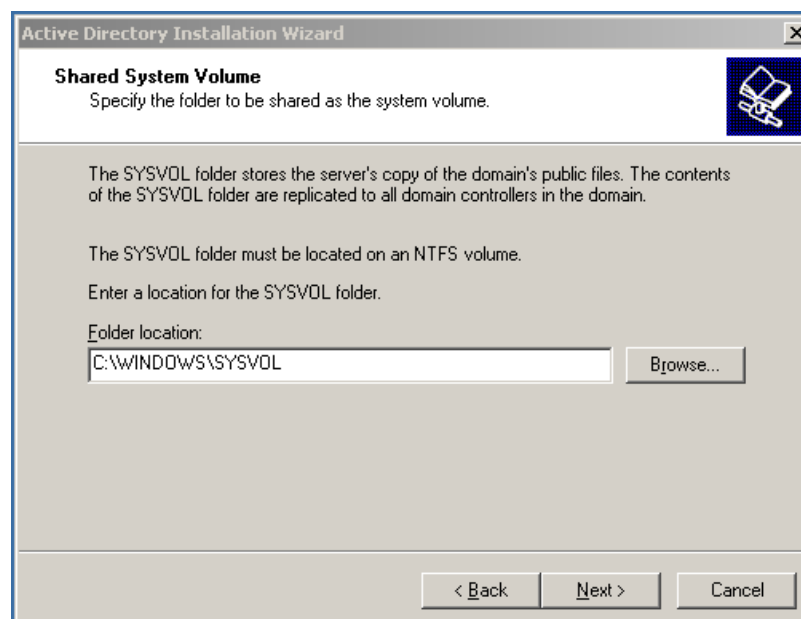 Active Directory Installation Wizard
Shared System Volume
Specify the folder to be shared as the system volume.
The SYSVOL folder stores the server's copy of the domain's public files. The contents
of the SYSVOL folder are replicated to all domain controllers in the domain.
The SYSVOL folder must be located on an NTFS volume.
Enter a location for the SYSVOL folder.
Folder location:
C:\WINDOWS\SYSVOL
Browse...
< Back
Next >
Cancel